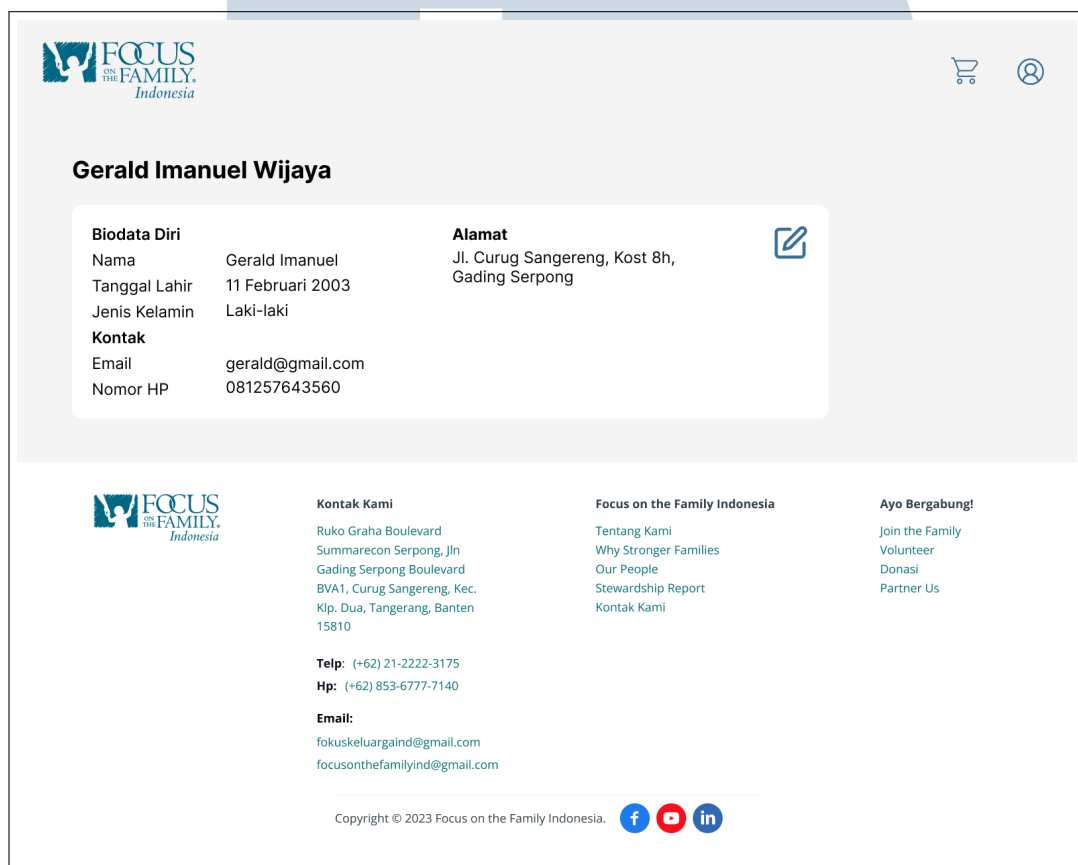 FOCUS
ON THE FAMILY.
Indonesia
Gerald Imanuel Wijaya
Biodata Diri
Nama Gerald Imanuel
Tanggal Lahir 11 Februari 2003
Jenis Kelamin Laki-laki
Kontak
Email gerald@gmail.com
Nomor HP 081257643560
Alamat
Jl. Curug Sangereng, Kost 8h,
Gading Serpong
FOCUS
ON THE FAMILY.
Indonesia
Kontak Kami
Ruko Graha Boulevard
Summarecon Serpong, Jln
Gading Serpong Boulevard
BVA1, Curug Sangereng, Kec.
Klp. Dua, Tangerang, Banten
15810
Telp: (+62) 21-2222-3175
Hp: (+62) 853-6777-7140
Email:
fokuskeluargaind@gmail.com
focusonthefamilyind@gmail.com
Focus on the Family Indonesia
Tentang Kami
Why Stronger Families
Our People
Stewardship Report
Kontak Kami
Ayo Bergabung!
Join the Family
Volunteer
Donasi
Partner Us
Copyright © 2023 Focus on the Family Indonesia.